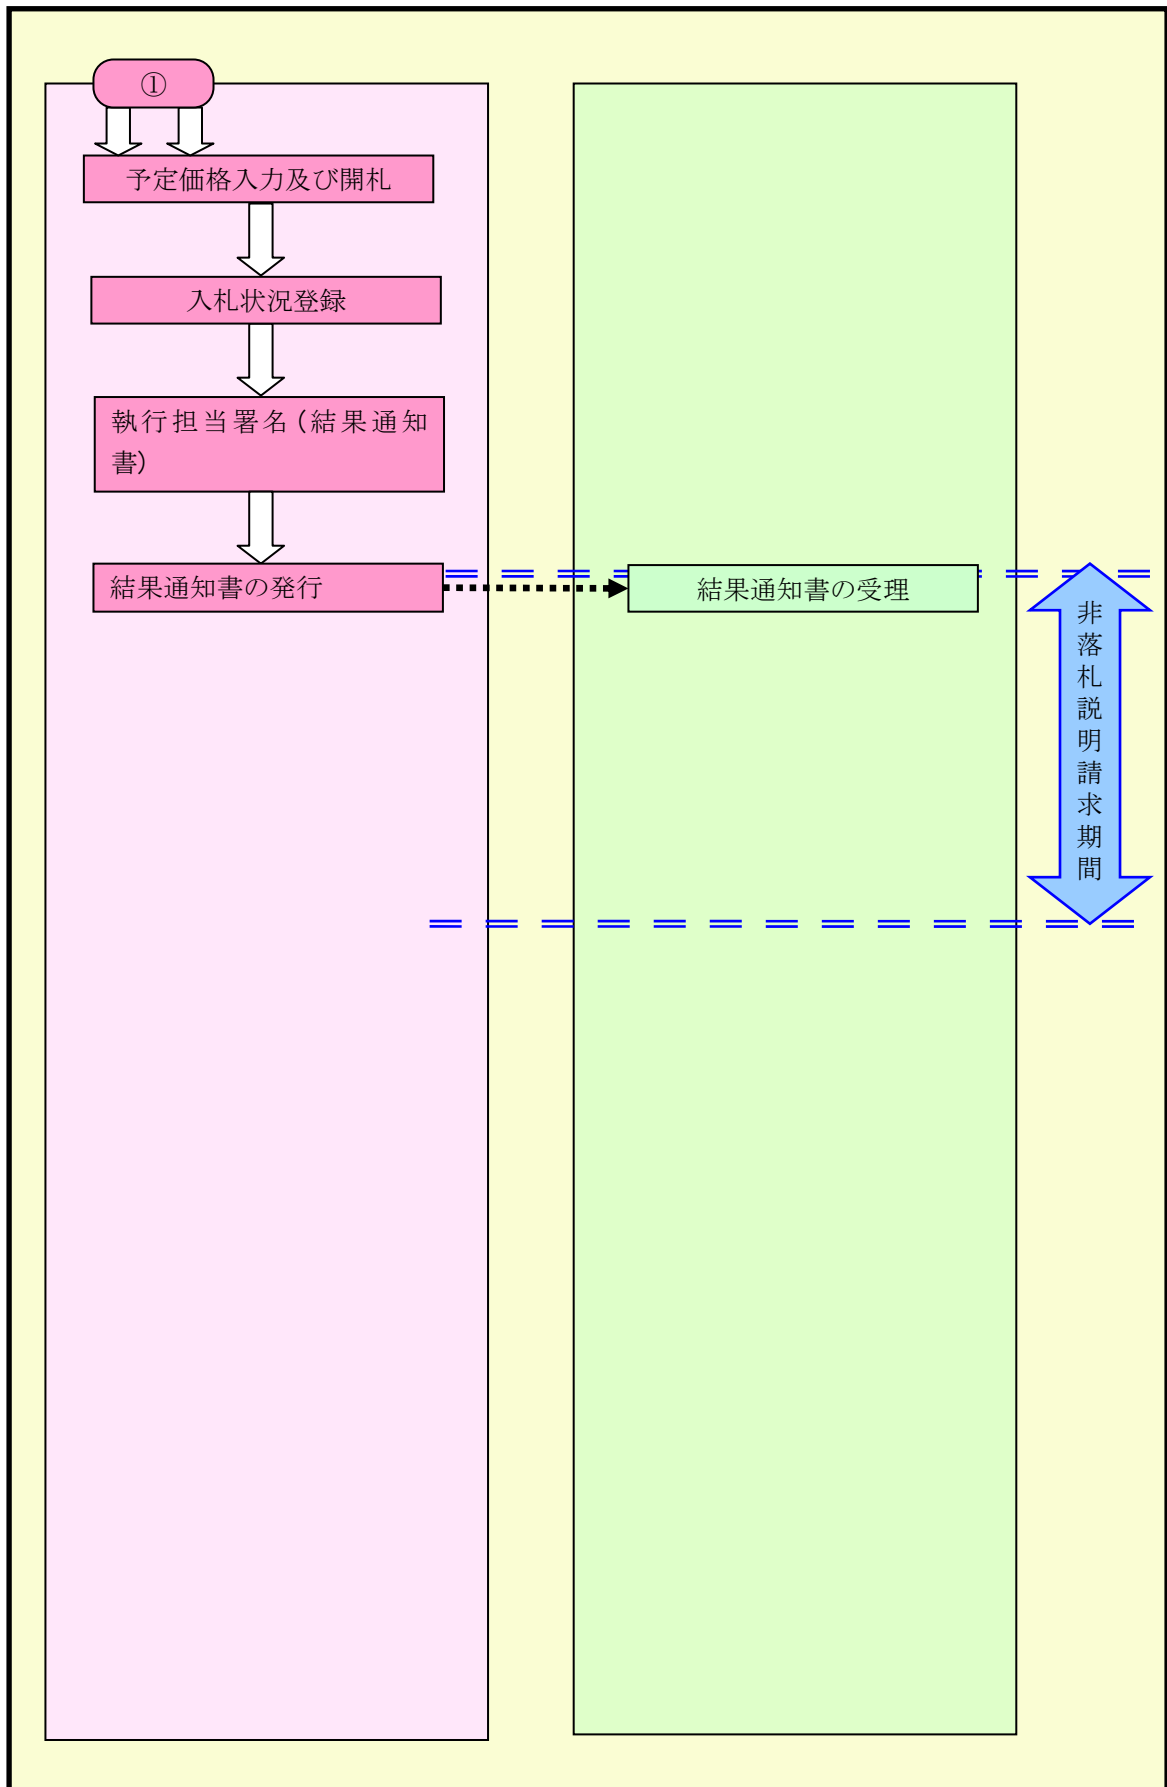 ①
予定価格入力及び開札
入札状況登録
執行担当署名(結果通知
書)
結果通知書の発行
結果通知書の受理
非落札説明請求期間